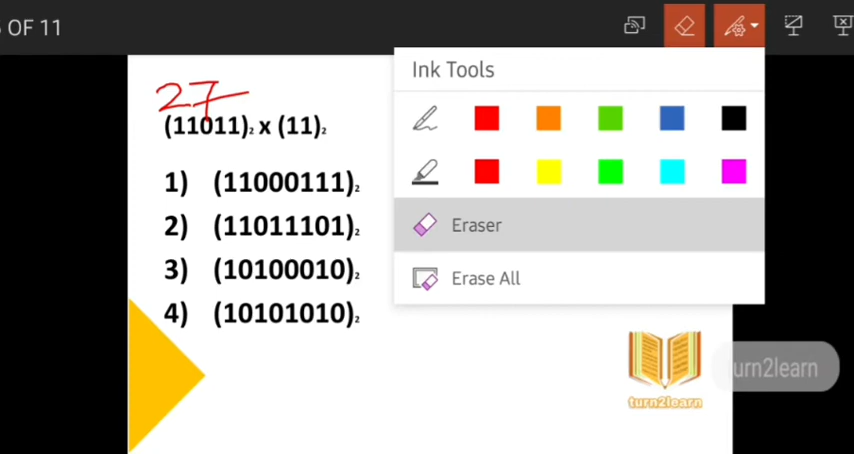 OF 11
Ink Tools
27
(11011)₂ x (11)₂
1) (11000111)₂
2) (11011101)₂
3) (10100010)₂
4) (10101010)₂
Eraser
Erase All
urn2learn
turn2learn